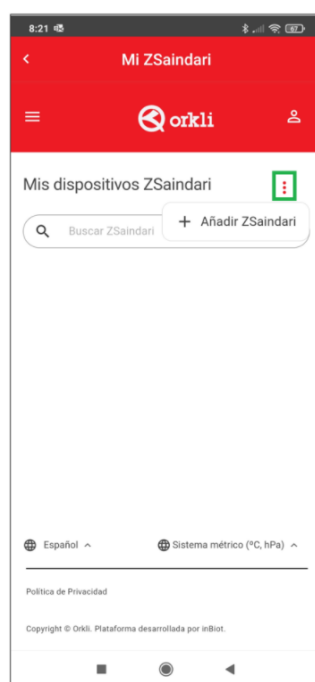 8:21
67
Mi ZSaindari
orkli
Mis dispositivos ZSaindari
+ Añadir ZSaindari
Buscar ZSaindari
Español
Sistema métrico (ºC, hPa)
Política de Privacidad
Copyright © Orkli. Plataforma desarrollada por inBiot.